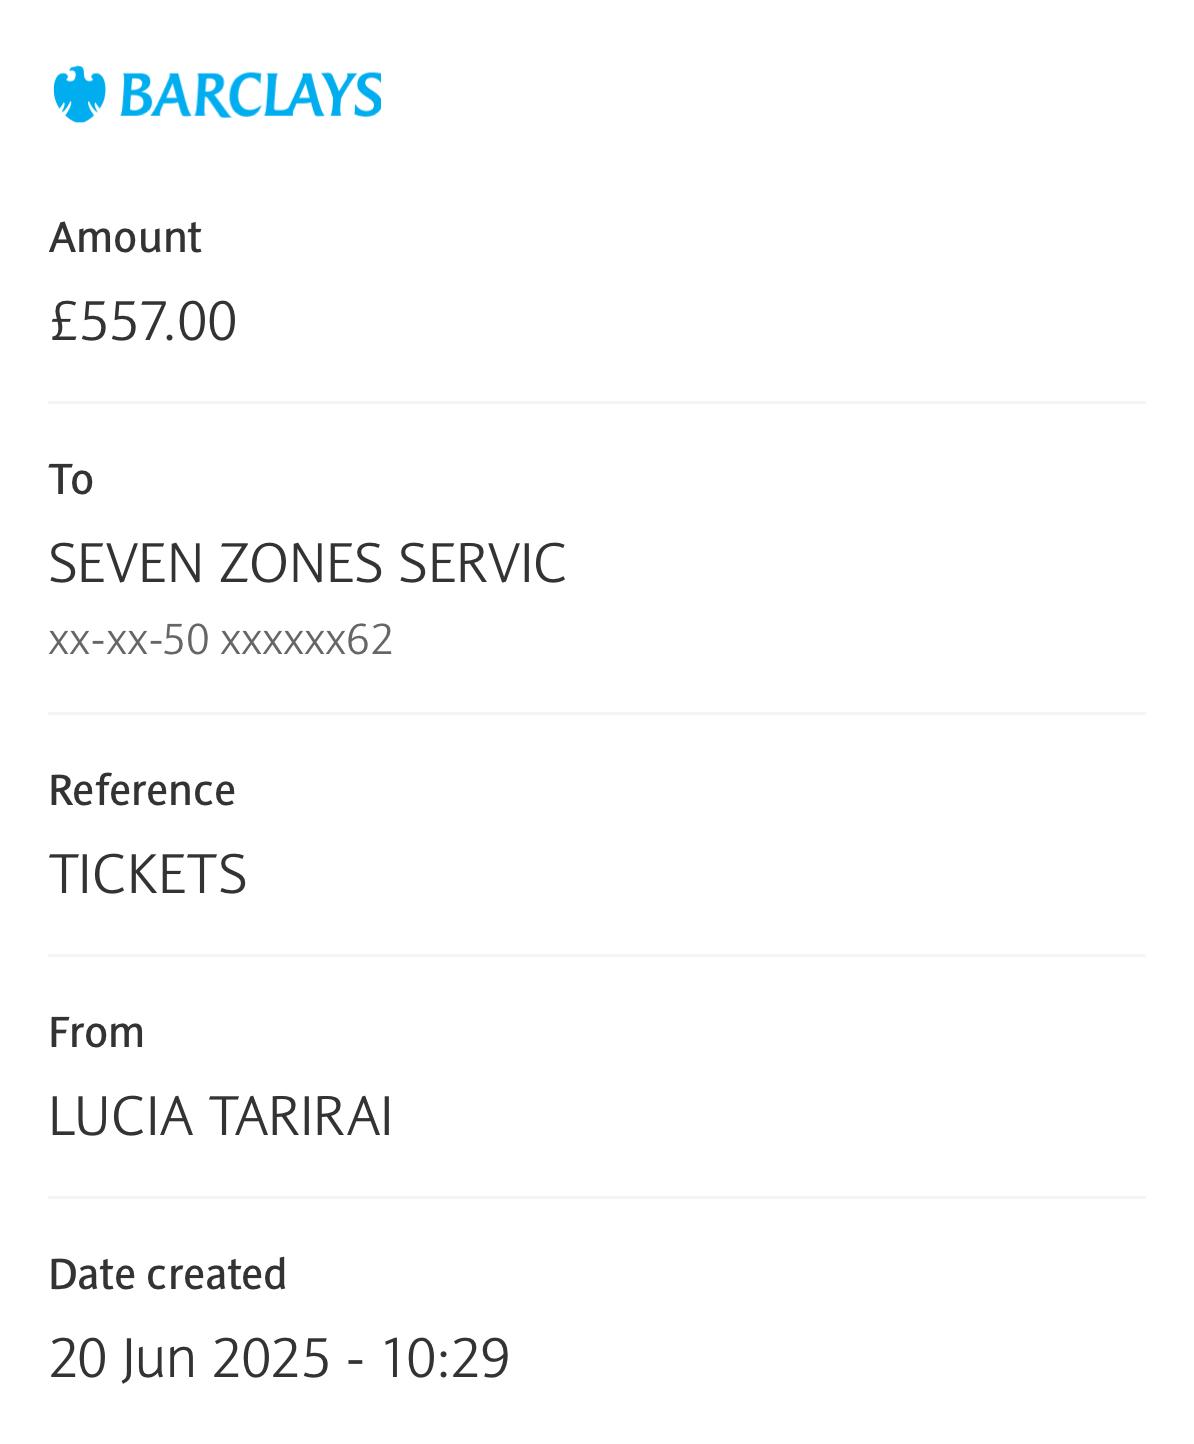 BARCLAYS
Amount
£557.00
To
SEVEN ZONES SERVIC
xx-xx-50 xxxxxx62
Reference
TICKETS
From
LUCIA TARIRAI
Date created
20 Jun 2025 - 10:29